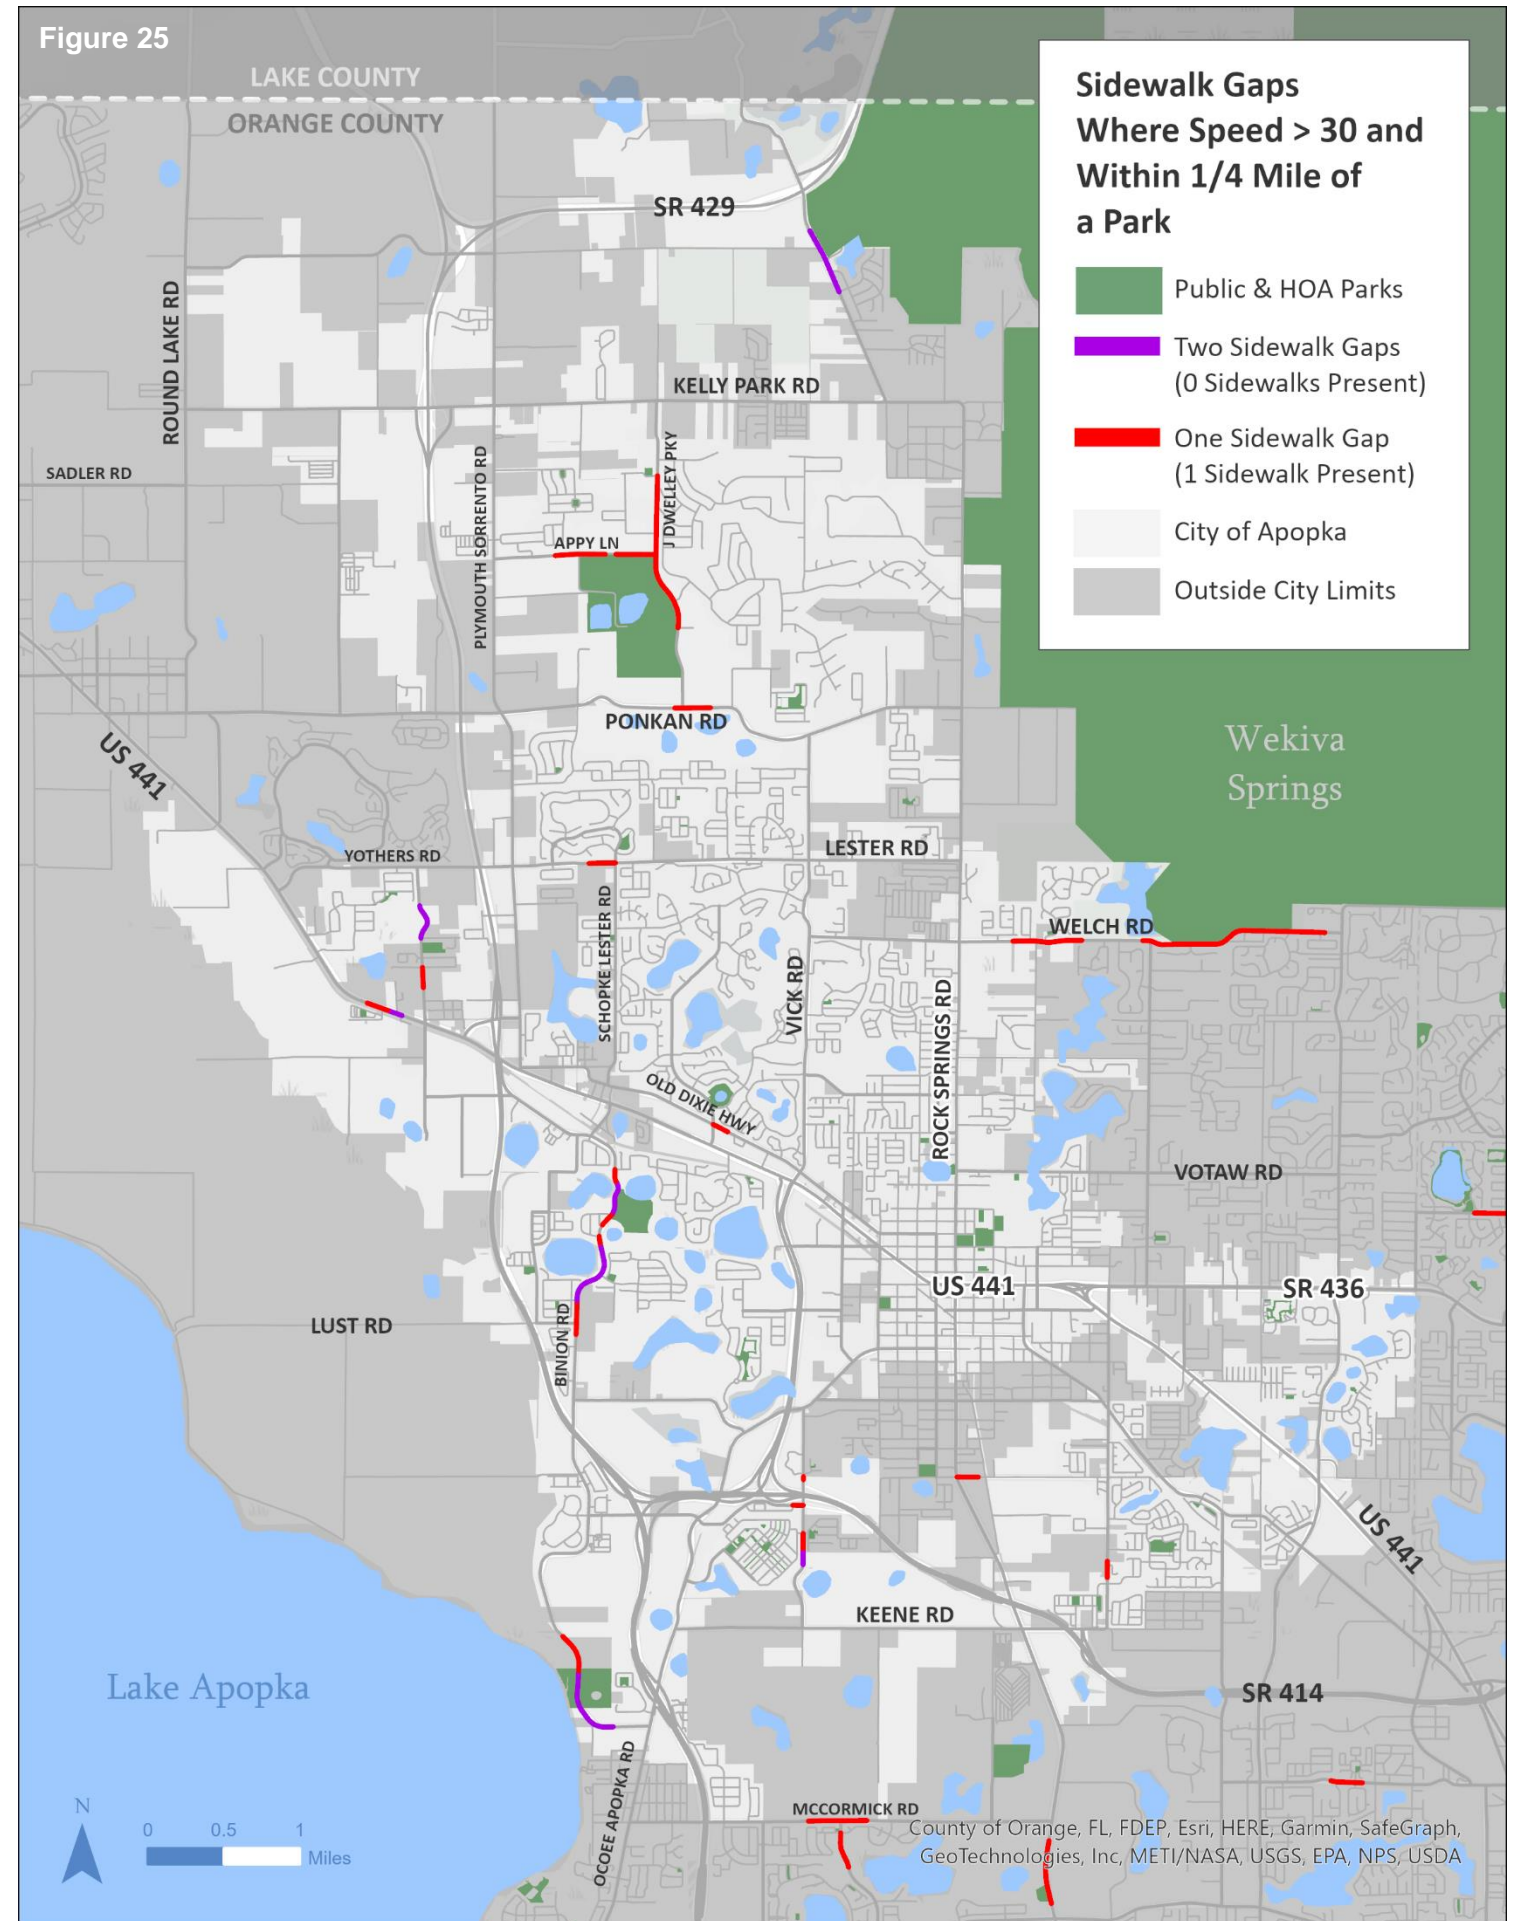 Figure 25
LAKE COUNTY
ORANGE COUNTY
Sidewalk Gaps
Where Speed > 30 and
Within 1/4 Mile of
a Park
Public & HOA Parks
Two Sidewalk Gaps
(0 Sidewalks Present)
One Sidewalk Gap
(1 Sidewalk Present)
City of Apopka
Outside City Limits
SR 429
ROUND LAKE RD
KELLY PARK RD
SADLER RD
PLYMOUTH SORRENTO RD
J DWELLEY PKY
APPY LN
PONKAN RD
US 441
Wekiva
Springs
YOTHERS RD
LESTER RD
SCHOPKE LESTER RD
WELCH RD
VICK RD
ROCK SPRINGS RD
OLD DIXIE HWY
VOTAW RD
US 441
SR 436
LUST RD
BINION RD
US 441
KEENE RD
Lake Apopka
SR 414
OCOEE APOPKA RD
MCCORMICK RD
N
0 0.5 1
Miles
County of Orange, FL, FDEP, Esri, HERE, Garmin, SafeGraph,
GeoTechnologies, Inc, METI/NASA, USGS, EPA, NPS, USDA